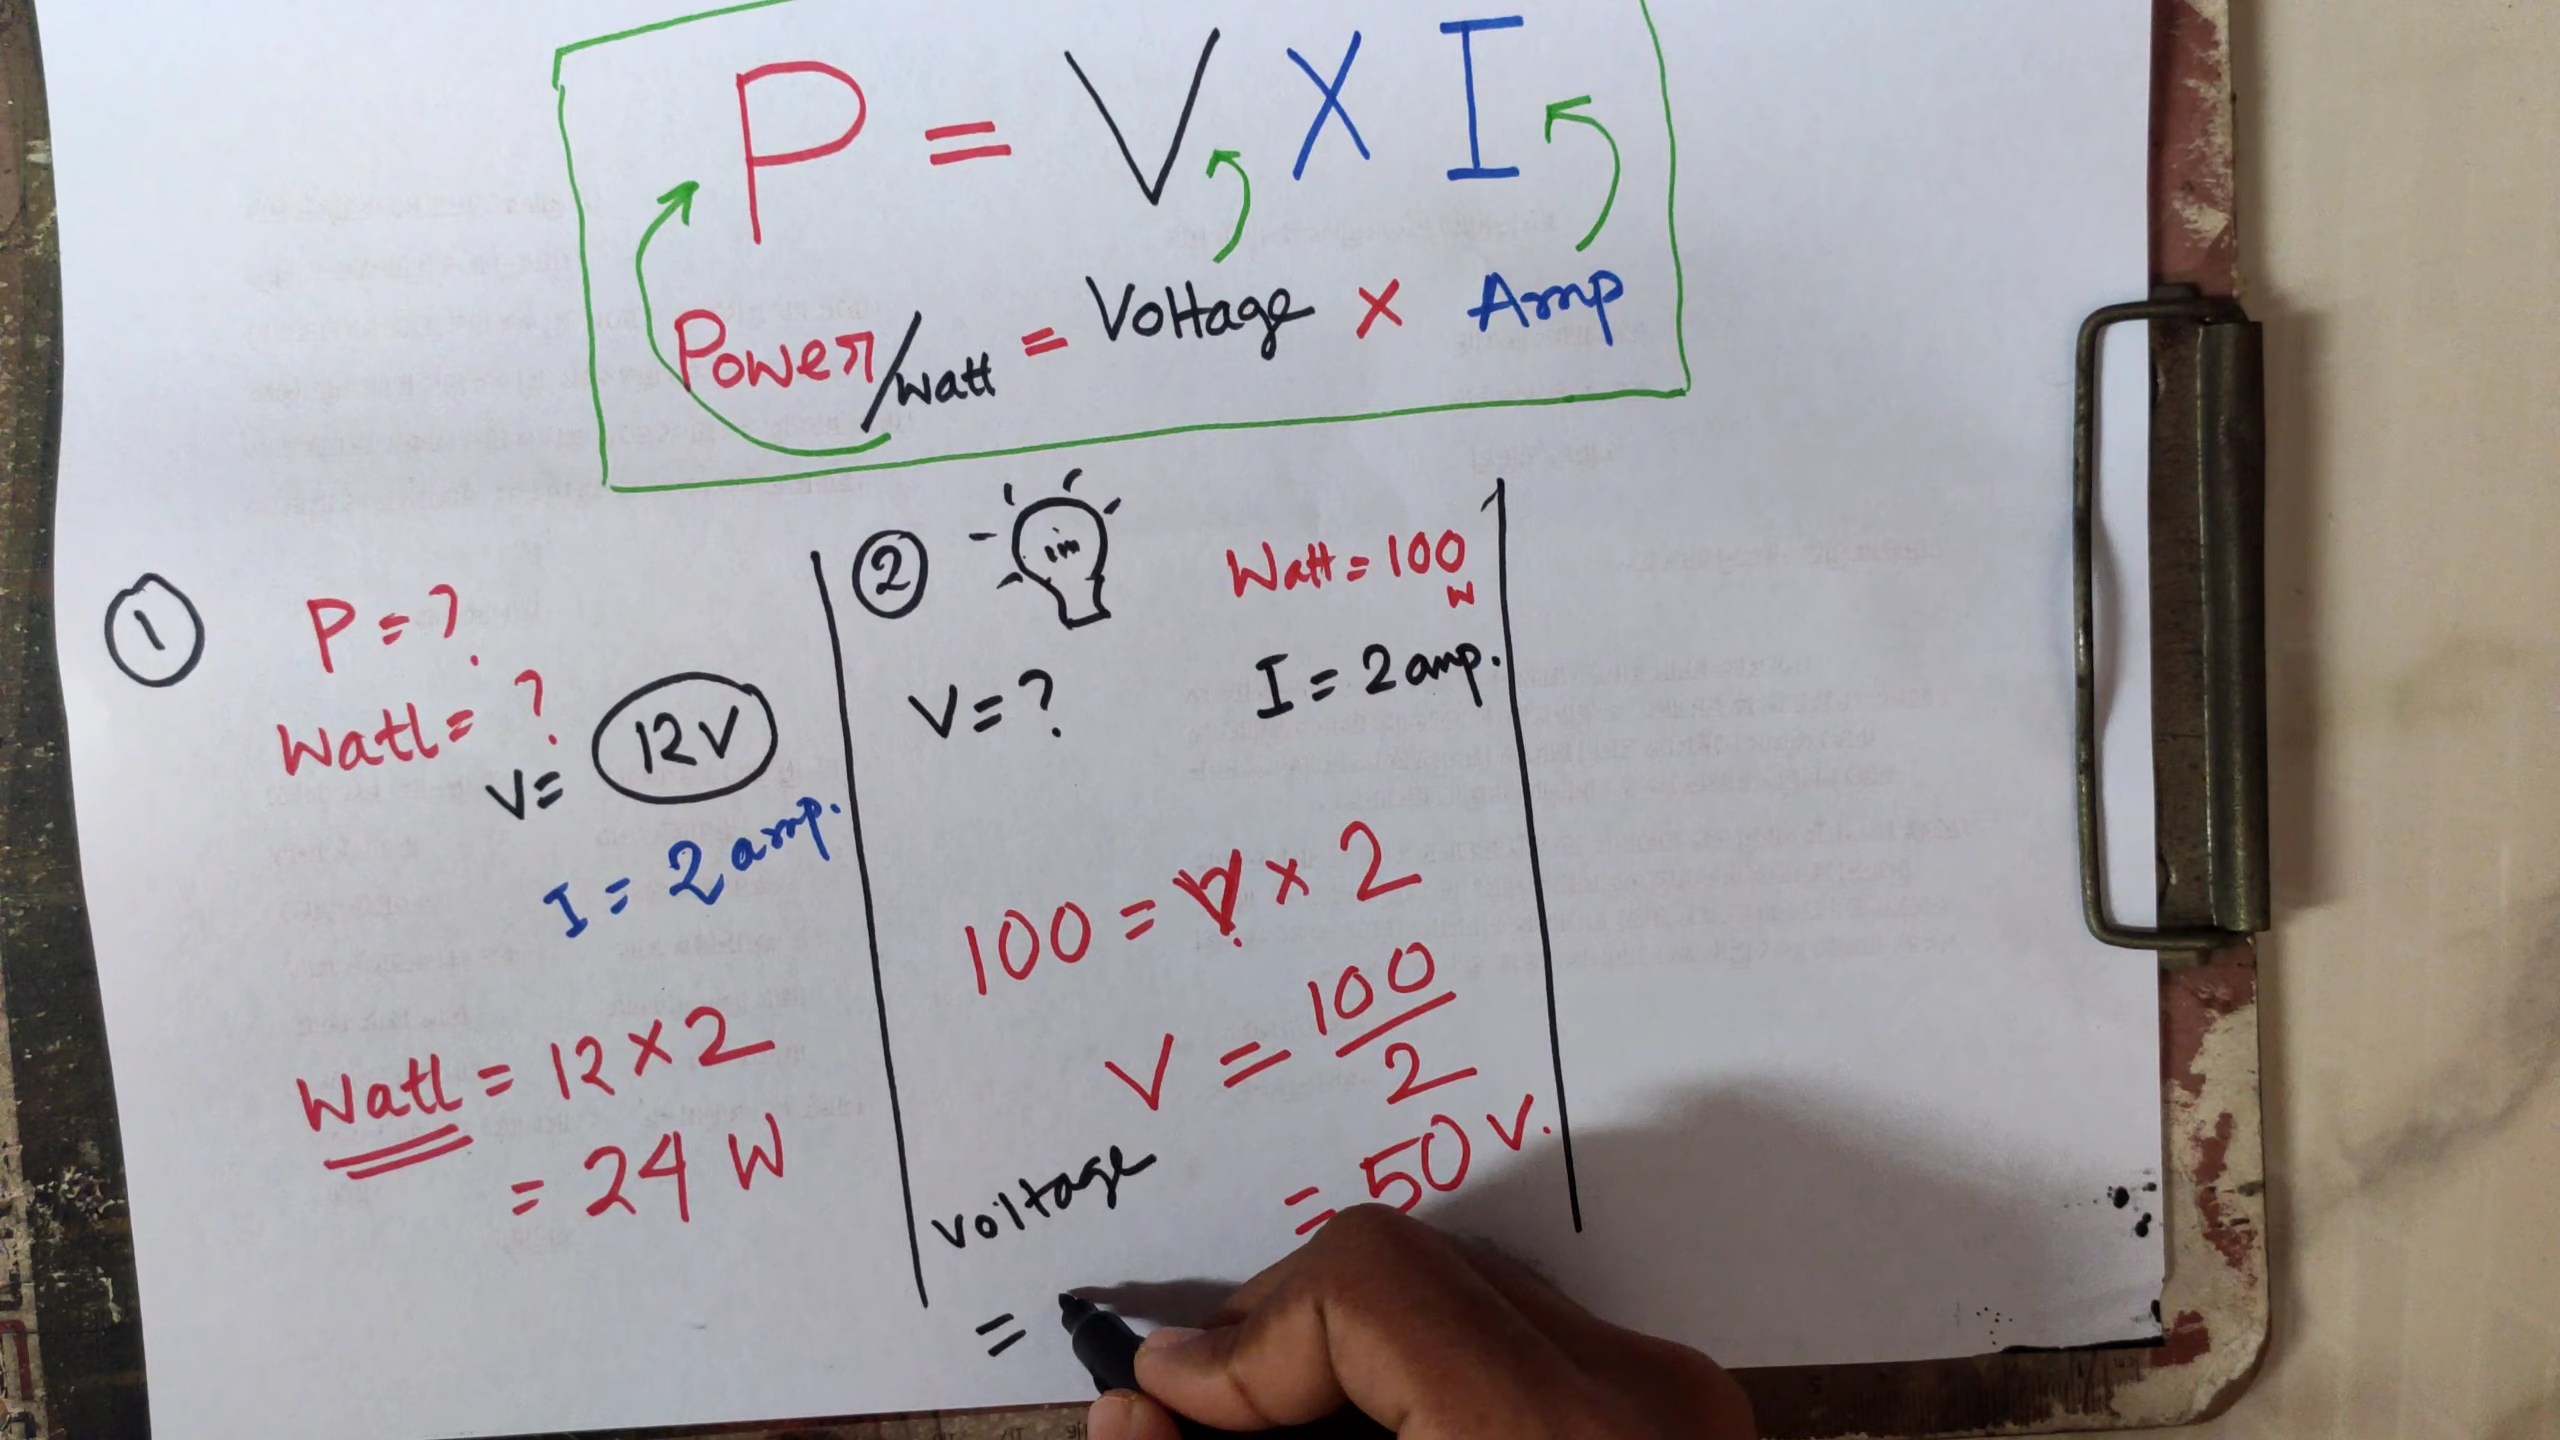 P = V X I
Power/watt = Voltage X Amp
1
P = ?
Watt = ?
V = 12V
I = 2 amp.
Watt = 12 x 2
= 24 W
2
Watt = 100 W
V = ?
I = 2 amp.
100 = V x 2
V = 100/2
= 50 V.
Voltage
=